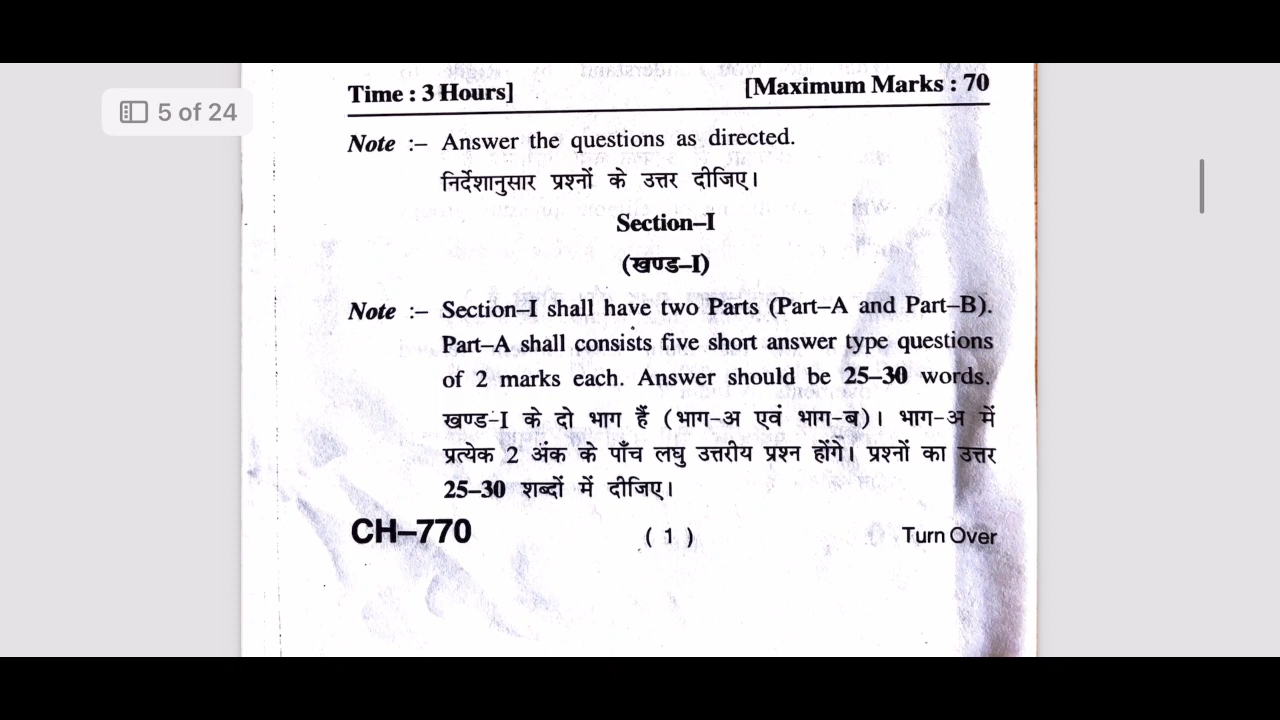 5 of 24
Time : 3 Hours] [Maximum Marks : 70
Note :– Answer the questions as directed.
निर्देशानुसार प्रश्नों के उत्तर दीजिए।
Section–I
(खण्ड–I)
Note :– Section–I shall have two Parts (Part–A and Part–B).
Part–A shall consists five short answer type questions
of 2 marks each. Answer should be 25–30 words.
खण्ड-I के दो भाग हैं (भाग-अ एवं भाग-ब)। भाग-अ में
प्रत्येक 2 अंक के पाँच लघु उत्तरीय प्रश्न होंगे। प्रश्नों का उत्तर
25–30 शब्दों में दीजिए।
CH–770 ( 1 ) Turn Over